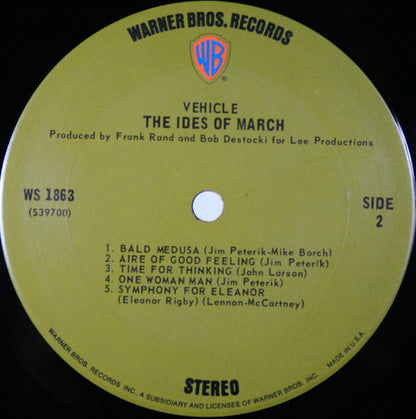 WARNER BROS. RECORDS
WB
®
VEHICLE
THE IDES OF MARCH
Produced by Frank Rand and Bob Destocki for Lee Productions
WS 1863
(S39700)
SIDE
2
1. BALD MEDUSA (Jim Peterik-Mike Borch)
2. AIRE OF GOOD FEELING (Jim Peterik)
3. TIME FOR THINKING (John Larson)
4. ONE WOMAN MAN (Jim Peterik)
5. SYMPHONY FOR ELEANOR
(Eleanor Rigby) (Lennon-McCartney)
STEREO
WARNER BROS. RECORDS INC., A SUBSIDIARY AND LICENSEE OF WARNER BROS. INC. MADE IN U.S.A.